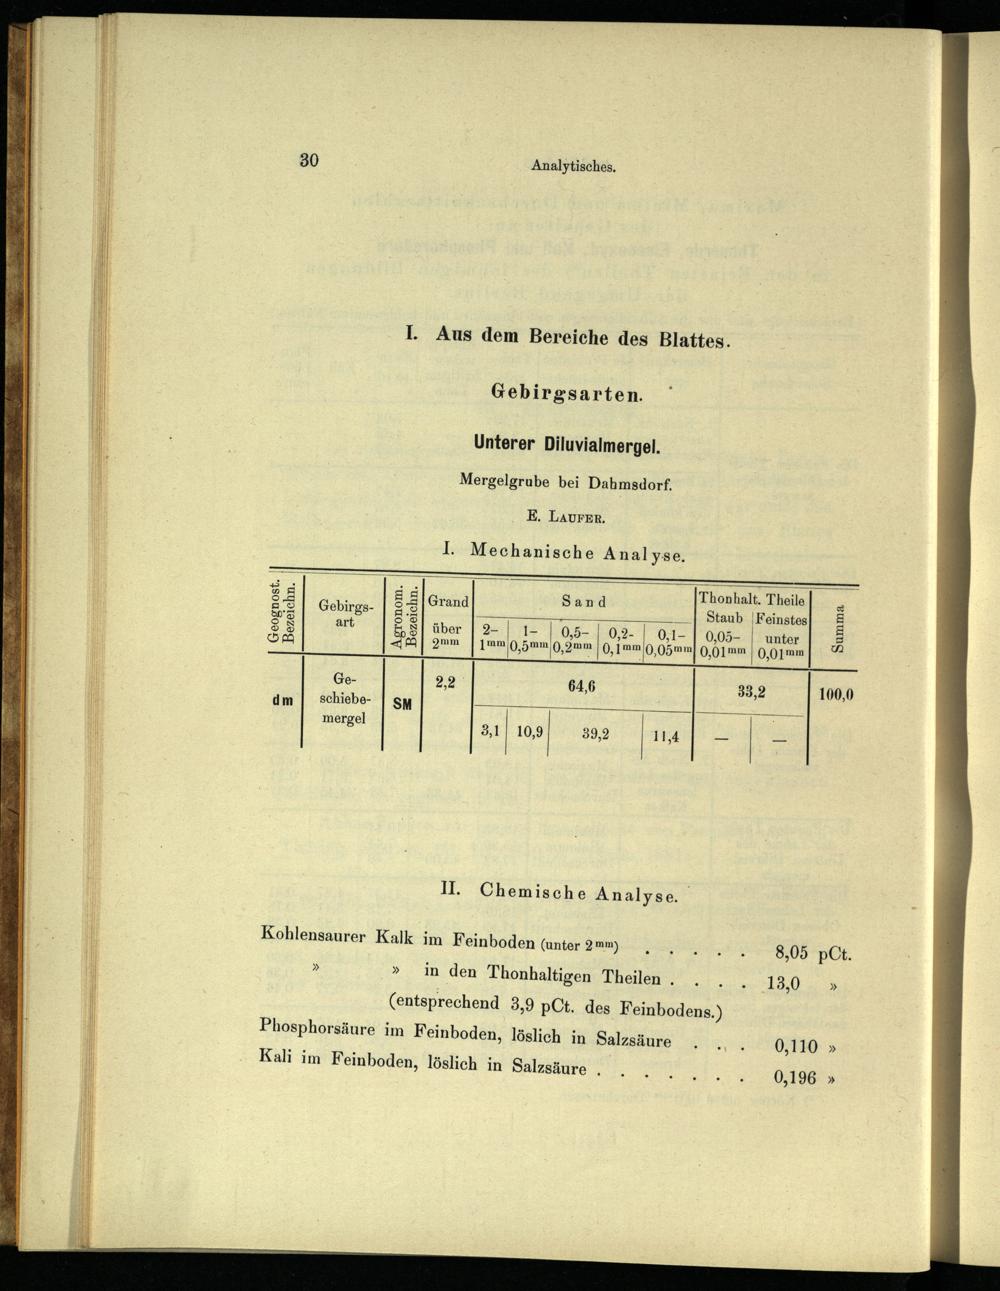 30
Analytisches.
I. Aus dem Bereiche des Blattes.
Gebirgsarten.
Unterer Diluvialmergel.
Mergelgrube bei Dahmsdorf.
E. LAUFER.
I. Mechanische Analyse.
Geognost. Bezeichn.
Gebirgs-
art
Agronom. Bezeichn.
Grand
über
2mm
Sand
2–
1mm
1–
0,5mm
0,5–
0,2mm
0,2–
0,1mm
0,1–
0,05mm
Thonhalt. Theile
Staub
0,05–
0,01mm
Feinstes
unter
0,01mm
Summa
dm
Ge-
schiebe-
mergel
SM
2,2
64,6
33,2
100,0
3,1 10,9 39,2 11,4 — —
II. Chemische Analyse.
Kohlensaurer Kalk im Feinboden (unter 2mm) . . . . . 8,05 pCt.
» » in den Thonhaltigen Theilen . . . . 13,0 »
(entsprechend 3,9 pCt. des Feinbodens.)
Phosphorsäure im Feinboden, löslich in Salzsäure . . . 0,110 »
Kali im Feinboden, löslich in Salzsäure . . . . . . . 0,196 »